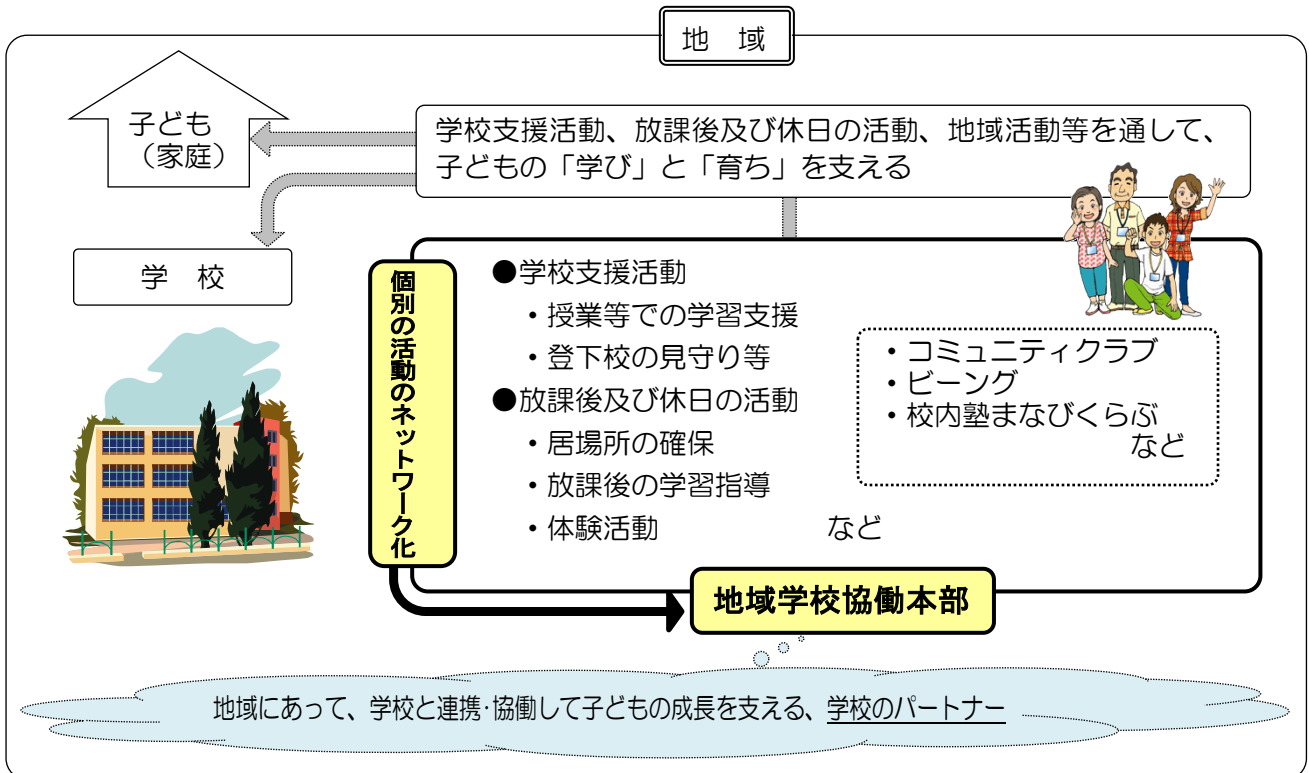 地　域
子ども
（家庭）
学校支援活動、放課後及び休日の活動、地域活動等を通して、
子どもの「学び」と「育ち」を支える
学　校
個別の活動のネットワーク化
●学校支援活動
・授業等での学習支援
・登下校の見守り等
●放課後及び休日の活動
・居場所の確保
・放課後の学習指導
・体験活動　　　　など
・コミュニティクラブ
・ビーング
・校内塾まなびくらぶ
など
地域学校協働本部
地域にあって、学校と連携･協働して子どもの成長を支える、学校のパートナー